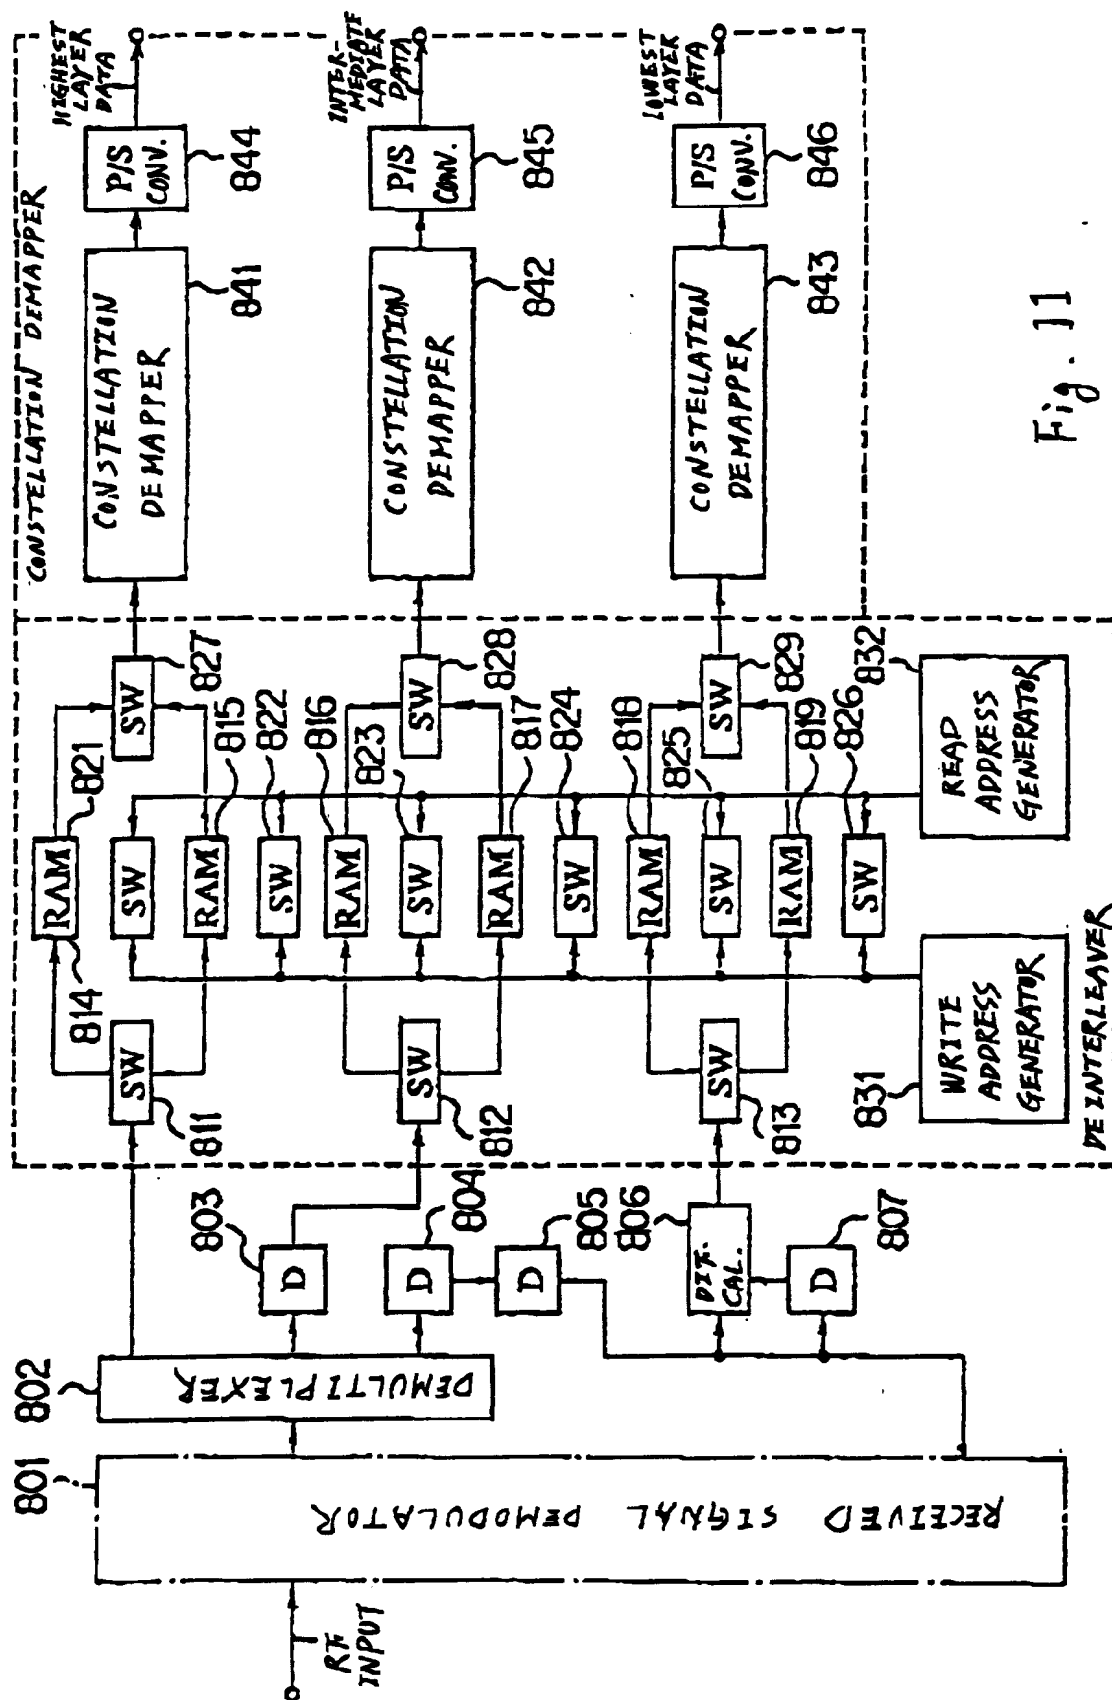 RF
INPUT
801
RECEIVED SIGNAL DEMODULATOR
802
DEMULTIPLEXER
803
D
804
D
805
D
806
DIF.
CAL.
807
D
811
SW
812
SW
813
SW
814
RAM
821
SW
RAM
815
SW
822
RAM
816
SW
823
RAM
817
SW
824
RAM
818
SW
825
RAM
819
SW
826
SW
827
SW
828
SW
829
831
WRITE
ADDRESS
GENERATOR
832
READ
ADDRESS
GENERATOR
DEINTERLEAVER
CONSTELLATION DEMAPPER
CONSTELLATION
DEMAPPER
841
P/S
CONV.
844
HIGHEST
LAYER
DATA
CONSTELLATION
DEMAPPER
842
P/S
CONV.
845
INTER-
MEDIATE
LAYER
DATA
CONSTELLATION
DEMAPPER
843
P/S
CONV.
846
LOWEST
LAYER
DATA
Fig. 11